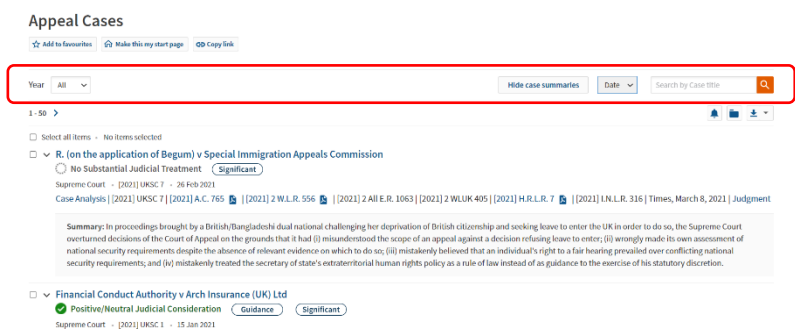 Appeal Cases
Add to favourites Make this my start page Copy link
Year All Hide case summaries Date Search by Case title
1 - 50
Select all items - No items selected
R. (on the application of Begum) v Special Immigration Appeals Commission
No Substantial Judicial Treatment Significant
Supreme Court - [2021] UKSC 7 - 26 Feb 2021
Case Analysis | [2021] UKSC 7 | [2021] A.C. 765 | [2021] 2 W.L.R. 556 | [2021] 2 All E.R. 1063 | [2021] 2 WLUK 405 | [2021] H.R.L.R. 7 | [2021] I.N.L.R. 316 | Times, March 8, 2021 | Judgment
Summary: In proceedings brought by a British/Bangladeshi dual national challenging her deprivation of British citizenship and seeking leave to enter the UK in order to do so, the Supreme Court
overturned decisions of the Court of Appeal on the grounds that it had (i) misunderstood the scope of an appeal against a decision refusing leave to enter; (ii) wrongly made its own assessment of
national security requirements despite the absence of relevant evidence on which to do so; (iii) mistakenly believed that an individual's right to a fair hearing prevailed over conflicting national
security requirements; and (iv) mistakenly treated the secretary of state's extraterritorial human rights policy as a rule of law instead of as guidance to the exercise of his statutory discretion.
Financial Conduct Authority v Arch Insurance (UK) Ltd
Positive/Neutral Judicial Consideration Guidance Significant
Supreme Court - [2021] UKSC 1 - 15 Jan 2021